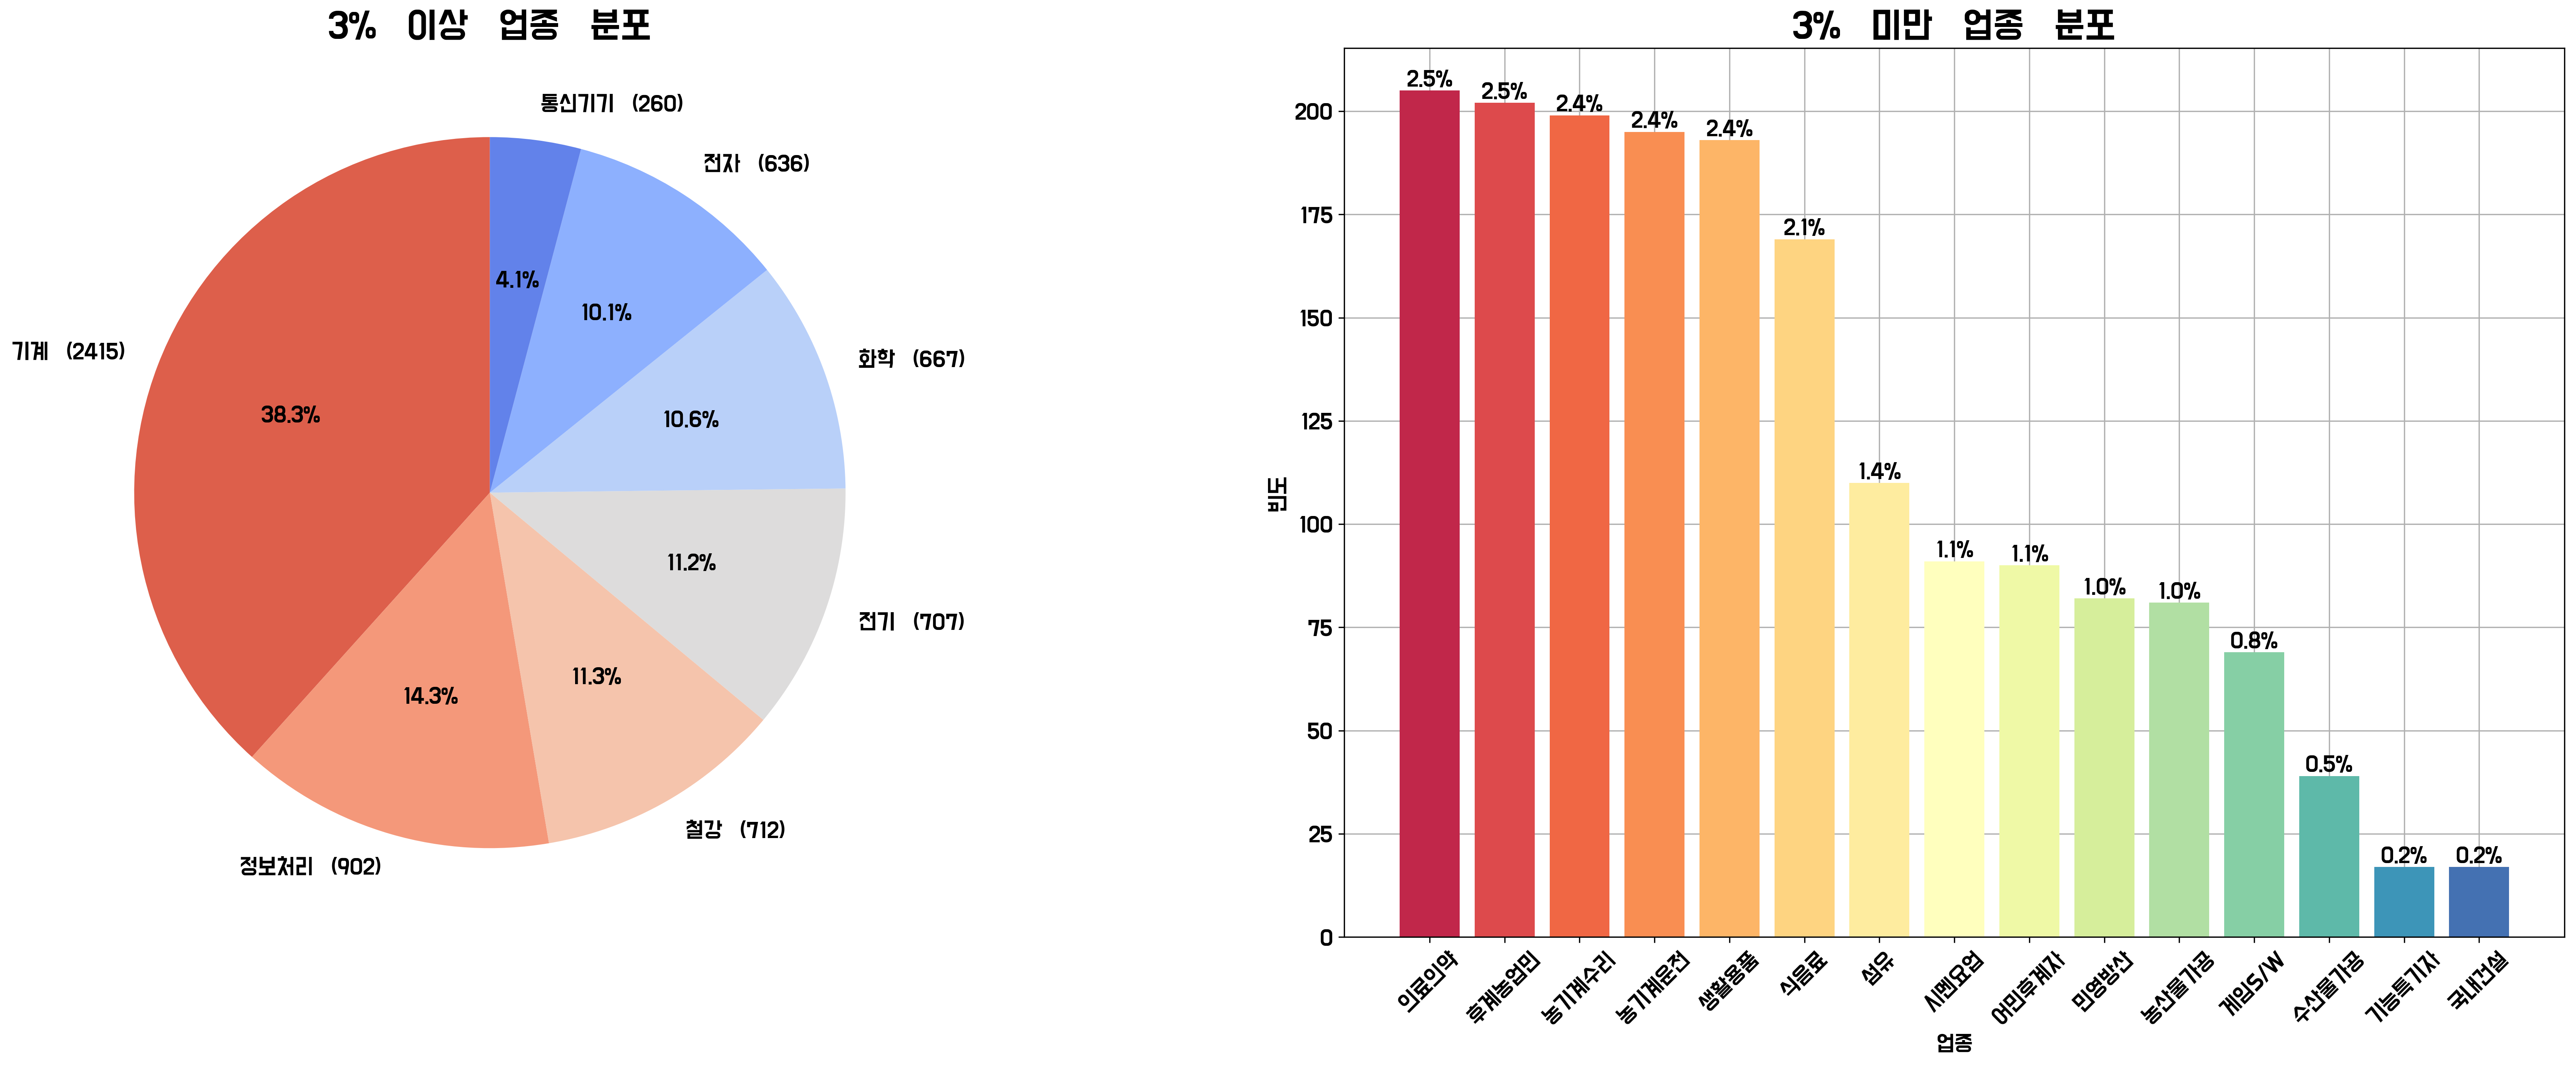 3% 이상 업종 분포
통신기기 (260)
전자 (636)
화학 (667)
전기 (707)
철강 (712)
정보처리 (902)
기계 (2415)
4.1%
10.1%
10.6%
11.2%
11.3%
14.3%
38.3%
3% 미만 업종 분포
빈도
200
175
150
125
100
75
50
25
0
2.5%
2.5%
2.4%
2.4%
2.4%
2.1%
1.4%
1.1%
1.1%
1.0%
1.0%
0.8%
0.5%
0.2%
0.2%
의료의약
후계농업민
농기계수리
농기계운전
생활용품
식음료
섬유
시멘요업
어민후계자
민영방산
농산물가공
게임S/W
수산물가공
기능특기자
국내건설
업종